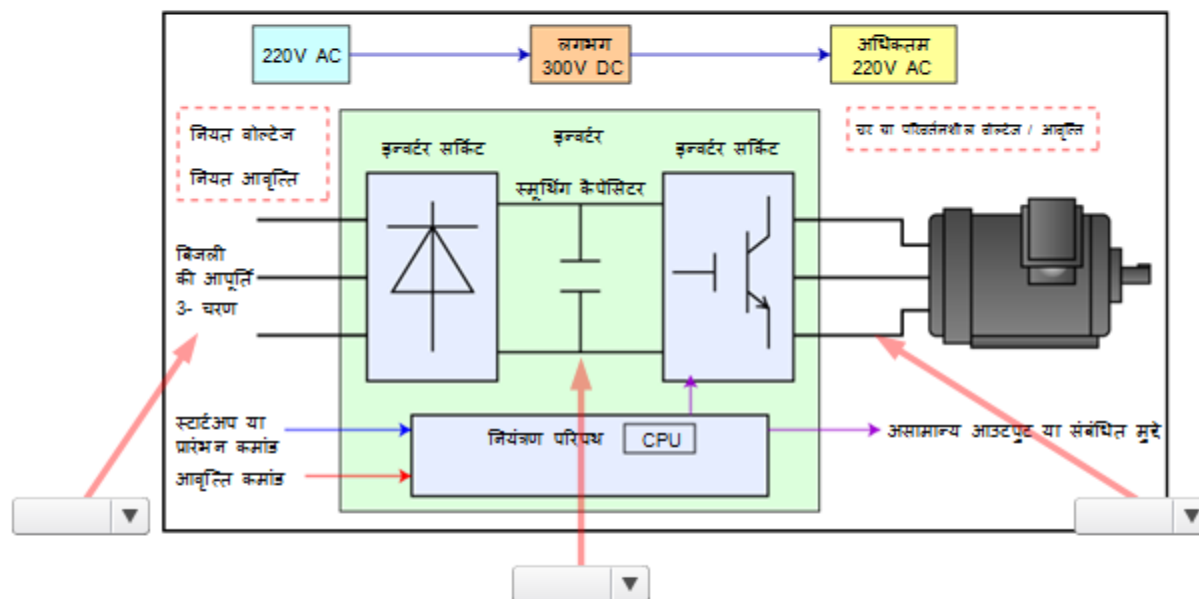 220V AC
लगभग
300V DC
अधिकतम
220V AC
नियत वोल्टेज
नियत आवृत्ति
इन्वर्टर
इन्वर्टर सर्किट
इन्वर्टर सर्किट
स्मूथिंग कैपेसिटर
चर या परिवर्तनशील वोल्टेज / आवृत्ति
बिजली
की आपूर्ति
3- चरण
स्टार्टअप या
प्रारंभन कमांड
आवृत्ति कमांड
नियंत्रण परिपथ
CPU
असामान्य आउटपुट या संबंधित मुद्दे